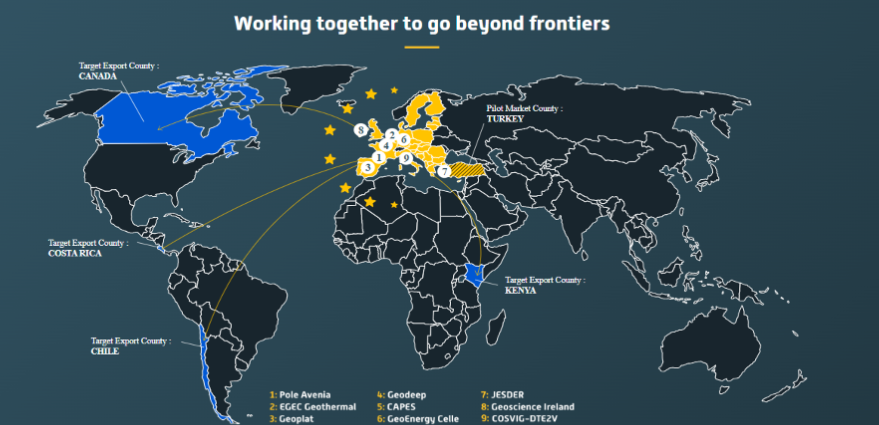 Working together to go beyond frontiers
Target Export County :
CANADA
Pilot Market County :
TURKEY
8
2
6
4
1
9
3
7
Target Export County :
COSTA RICA
Target Export County :
KENYA
Target Export County :
CHILE
1: Pole Avenia
2: EGEC Geothermal
3: Geoplat
4: Geodeep
5: CAPES
6: GeoEnergy Celle
7: JESDER
8: Geoscience Ireland
9: COSVIG-DTE2V